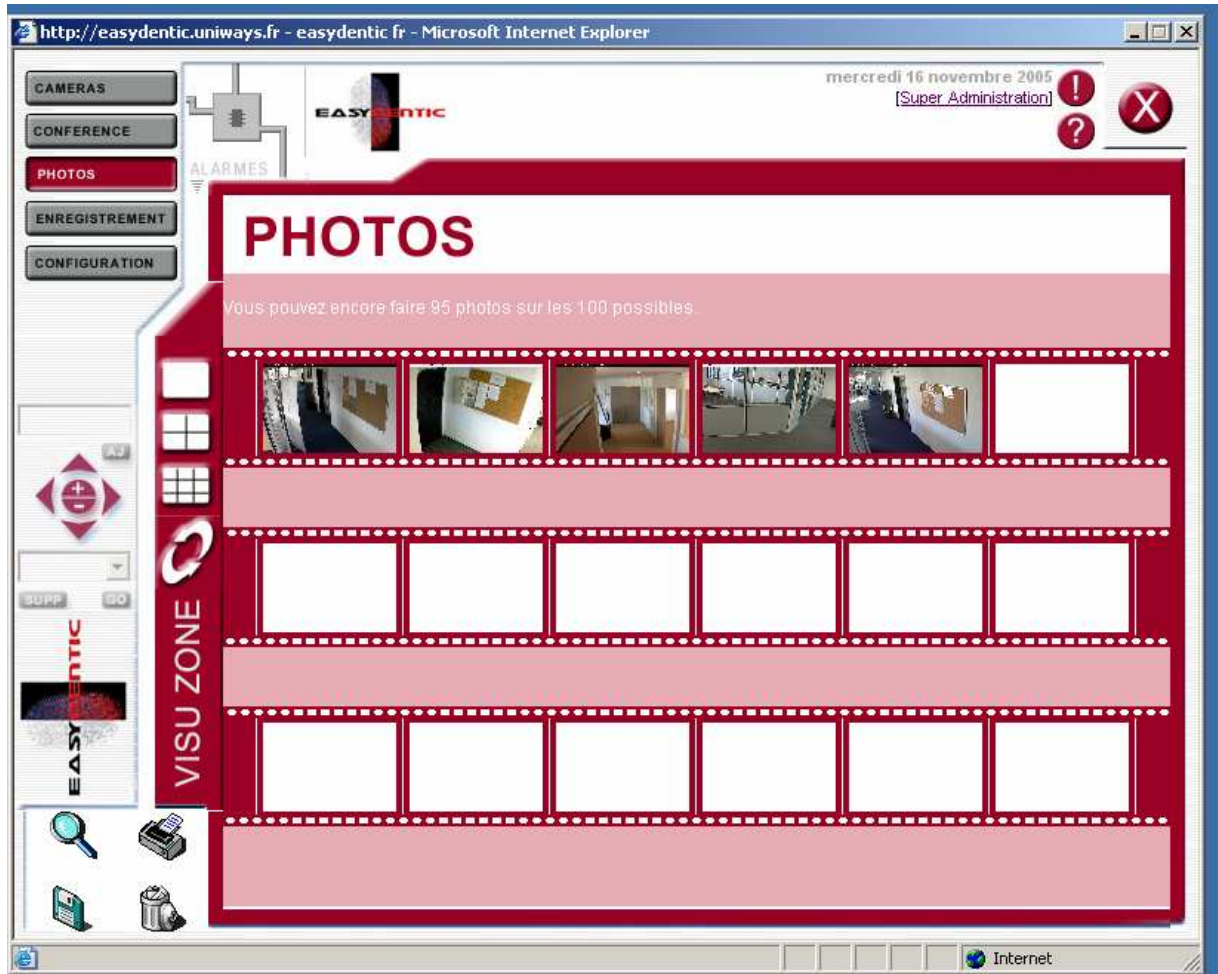 http://easydentic.uniways.fr - easydentic fr - Microsoft Internet Explorer
CAMERAS
CONFERENCE
PHOTOS
ENREGISTREMENT
CONFIGURATION
ALARMES
EASYDENTIC
mercredi 16 novembre 2005
[Super Administration]
!
?
X
PHOTOS
Vous pouvez encore faire 95 photos sur les 100 possibles.
AJ
SUPP
GO
EASYDENTIC
VISU ZONE
Internet